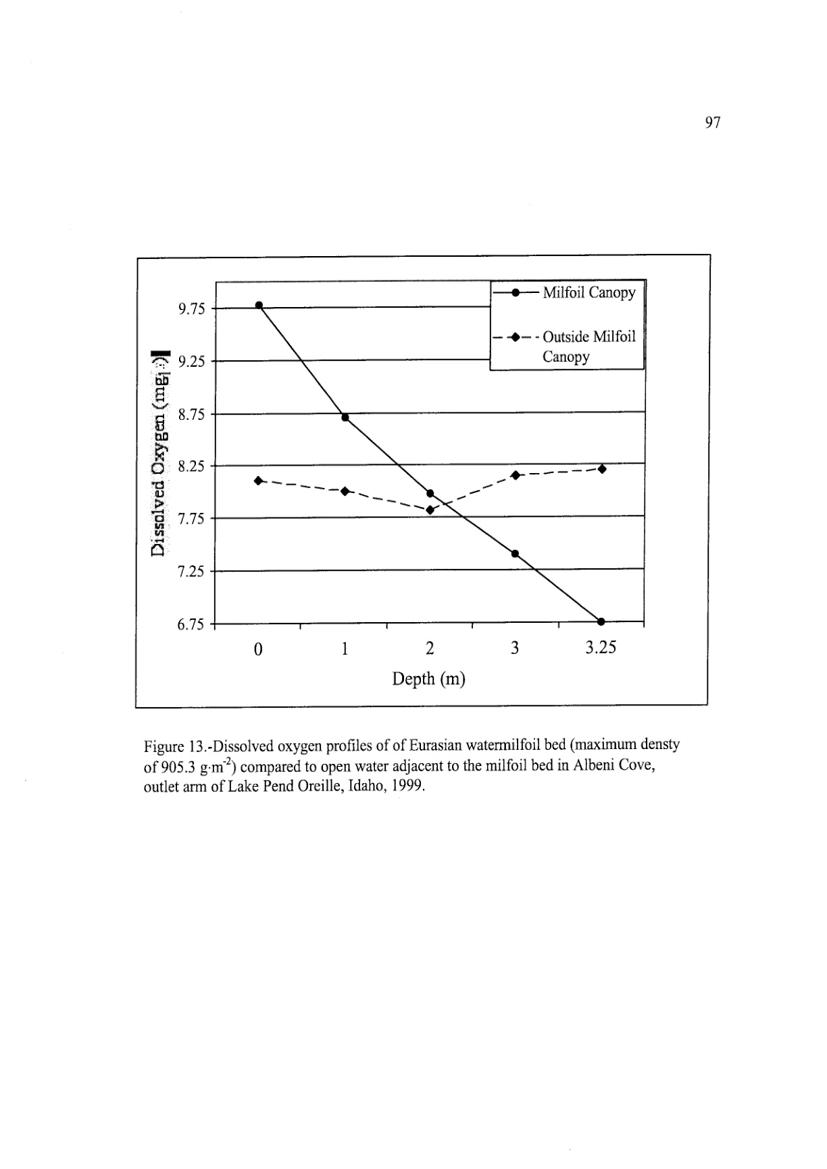 97
Milfoil Canopy
Outside Milfoil
Canopy
9.75
9.25
8.75
8.25
7.75
7.25
6.75
Dissolved Oxygen
0 1 2 3 3.25
Depth (m)
Figure 13.-Dissolved oxygen profiles of of Eurasian watermilfoil bed (maximum densty
of 905.3 g·m⁻²) compared to open water adjacent to the milfoil bed in Albeni Cove,
outlet arm of Lake Pend Oreille, Idaho, 1999.